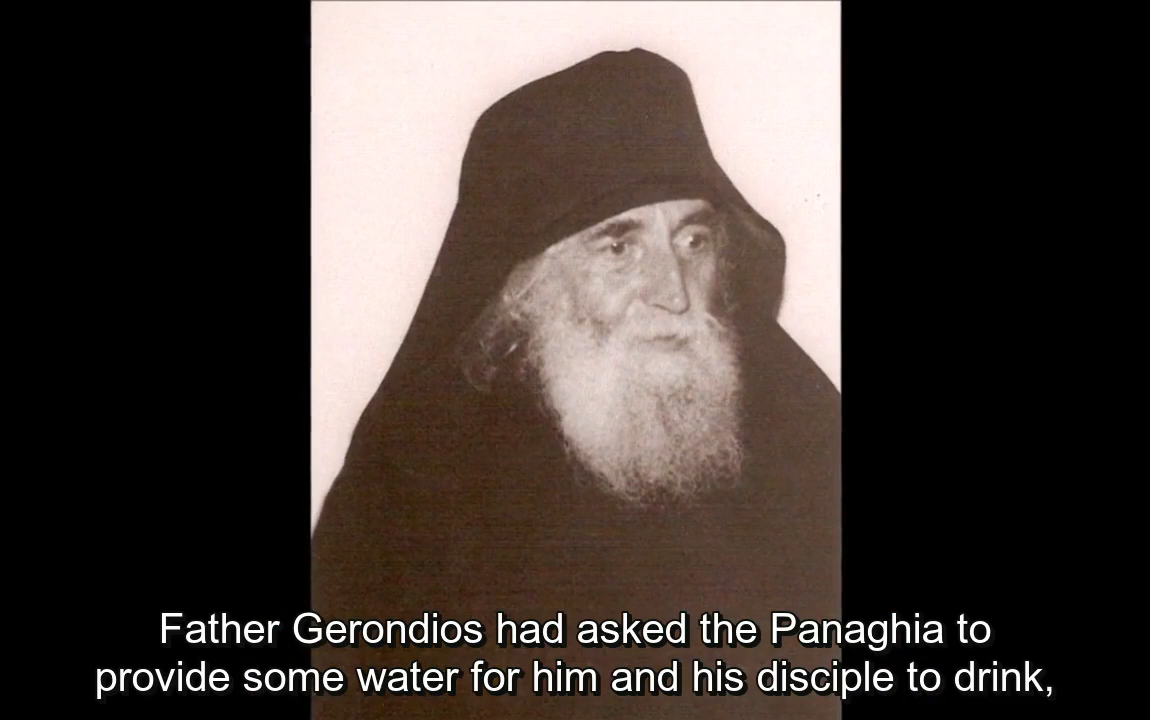 Father Gerondios had asked the Panaghia to
provide some water for him and his disciple to drink,